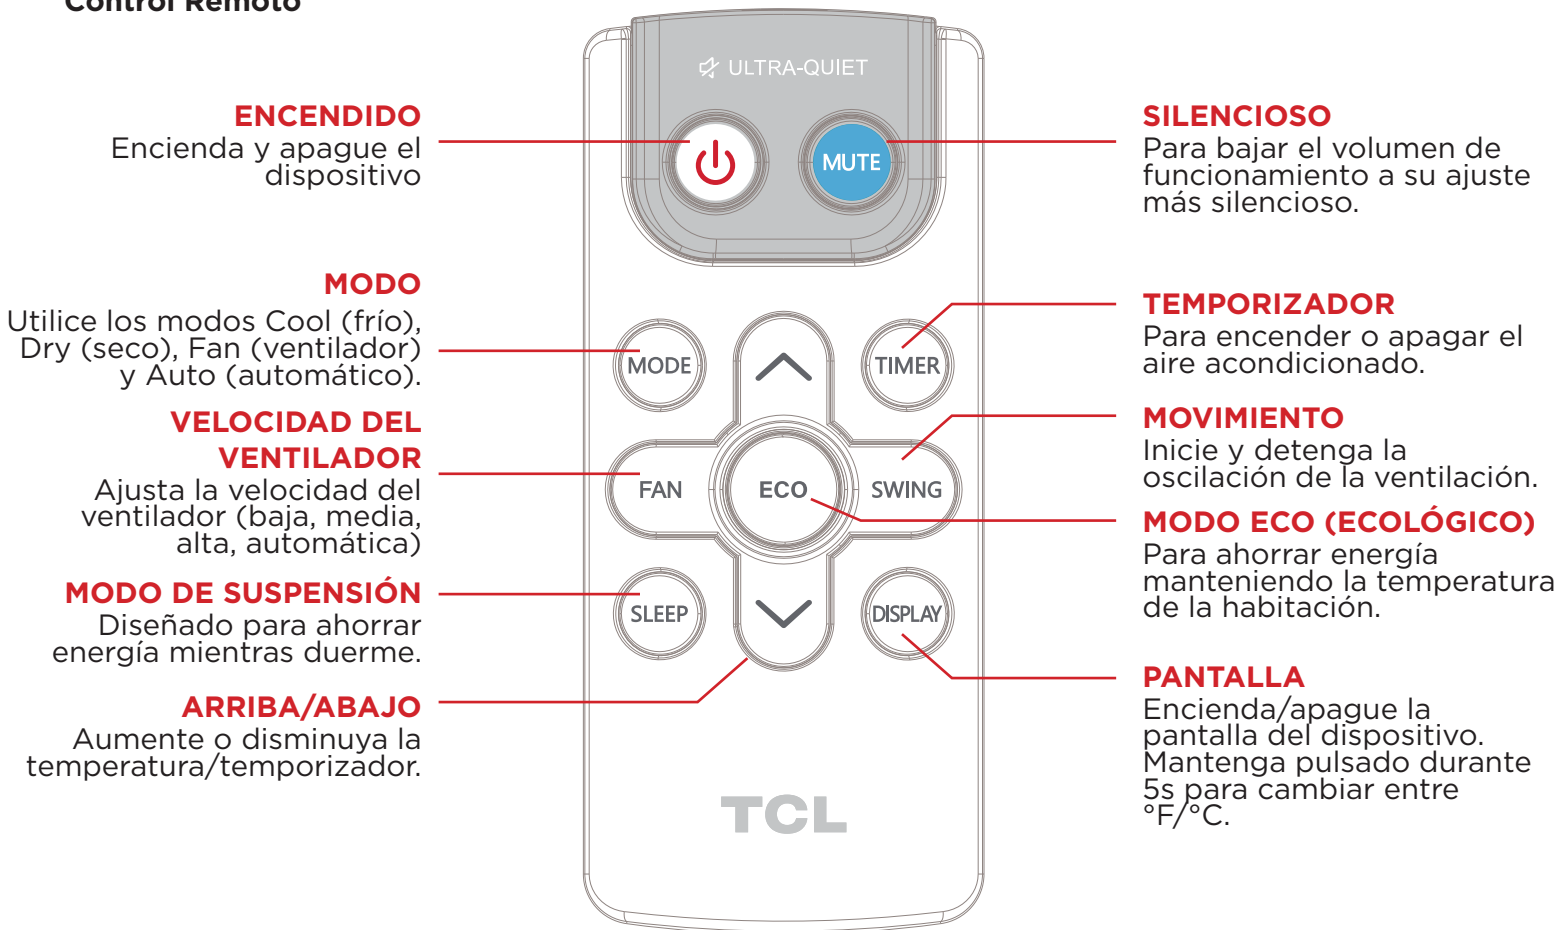 Control Remoto
ULTRA-QUIET
ENCENDIDO
Encienda y apague el
dispositivo
MODO
Utilice los modos Cool (frío),
Dry (seco), Fan (ventilador)
y Auto (automático).
VELOCIDAD DEL
VENTILADOR
Ajusta la velocidad del
ventilador (baja, media,
alta, automática)
MODO DE SUSPENSIÓN
Diseñado para ahorrar
energía mientras duerme.
ARRIBA/ABAJO
Aumente o disminuya la
temperatura/temporizador.
MUTE
MODE
TIMER
FAN
ECO
SWING
SLEEP
DISPLAY
TCL
SILENCIOSO
Para bajar el volumen de
funcionamiento a su ajuste
más silencioso.
TEMPORIZADOR
Para encender o apagar el
aire acondicionado.
MOVIMIENTO
Inicie y detenga la
oscilación de la ventilación.
MODO ECO (ECOLÓGICO)
Para ahorrar energía
manteniendo la temperatura
de la habitación.
PANTALLA
Encienda/apague la
pantalla del dispositivo.
Mantenga pulsado durante
5s para cambiar entre
°F/°C.